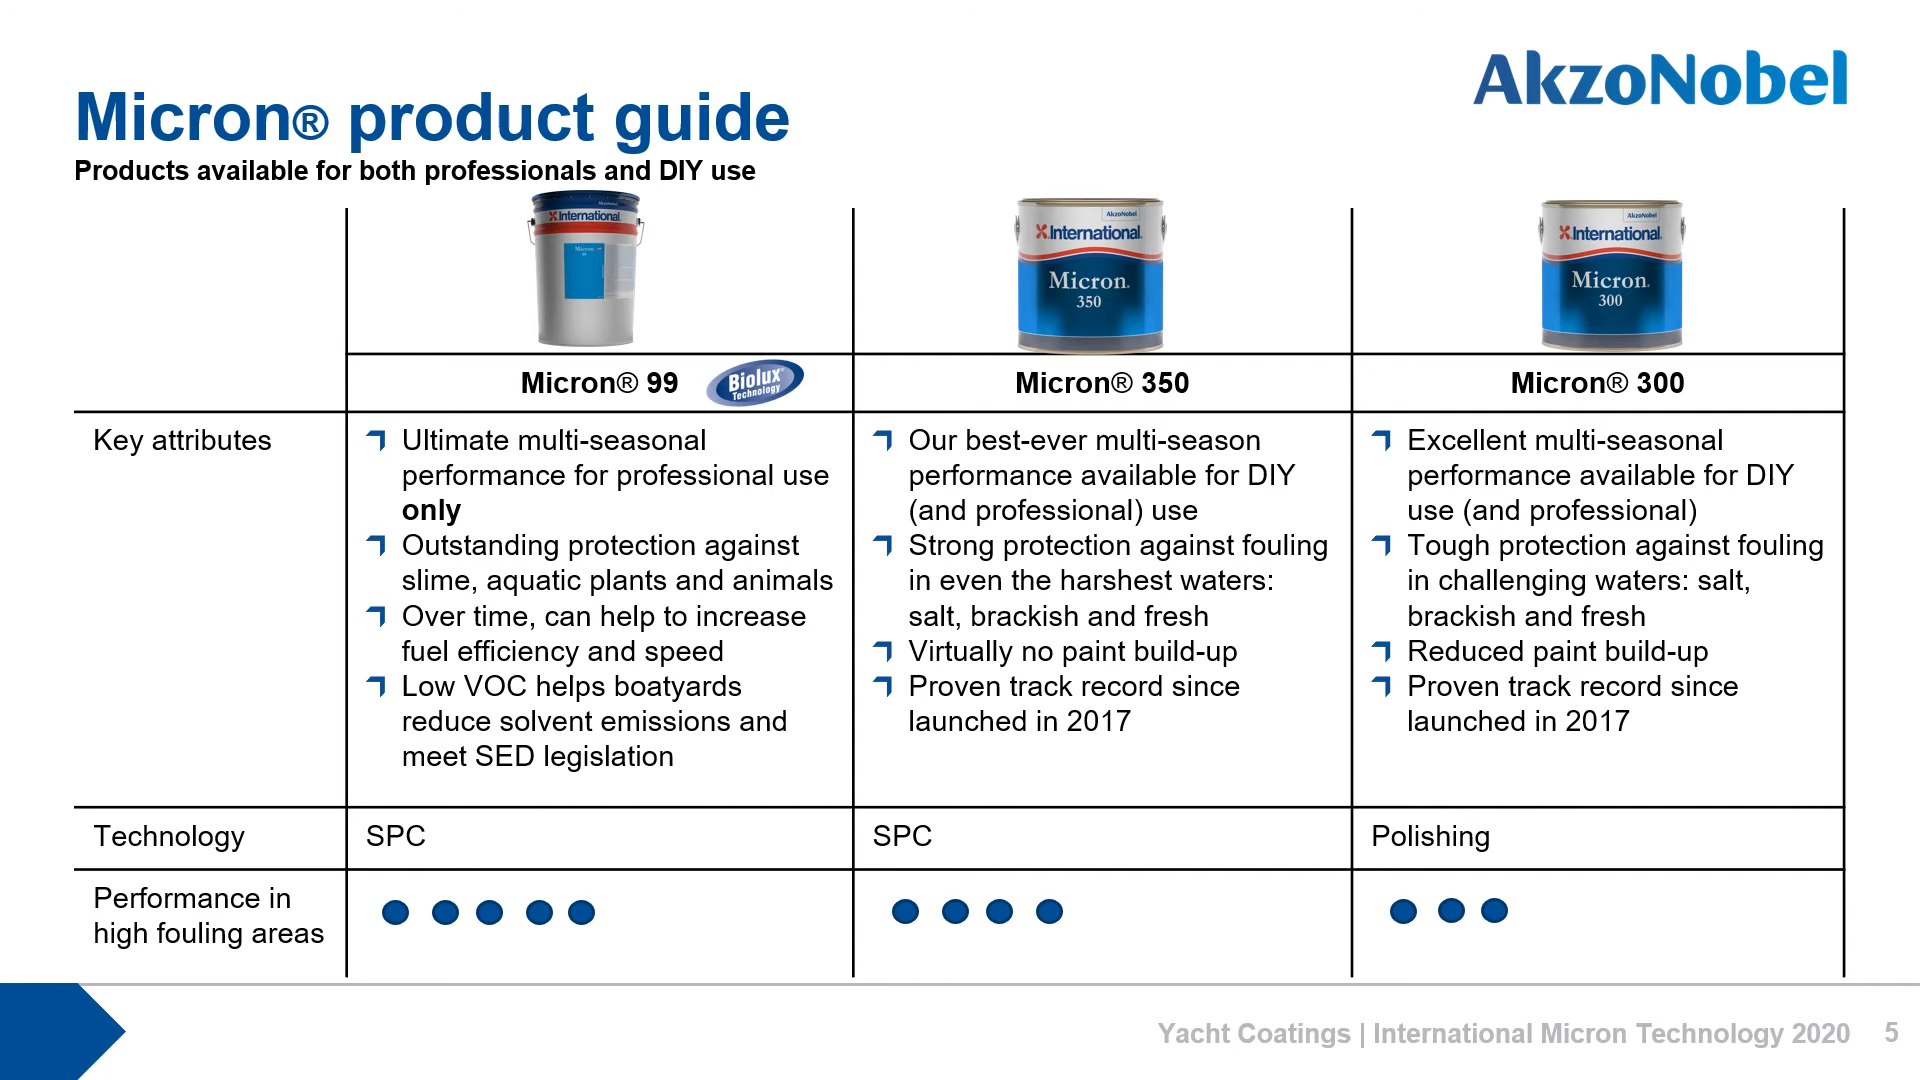 AkzoNobel
Micron® product guide
Products available for both professionals and DIY use
AkzoNobel
International
Micron
99
AkzoNobel
International.
Micron.
350
AkzoNobel
International.
Micron.
300
Micron® 99
Biolux
Technology
Micron® 350
Micron® 300
Key attributes
Ultimate multi-seasonal
performance for professional use
only
Outstanding protection against
slime, aquatic plants and animals
Over time, can help to increase
fuel efficiency and speed
Low VOC helps boatyards
reduce solvent emissions and
meet SED legislation
Our best-ever multi-season
performance available for DIY
(and professional) use
Strong protection against fouling
in even the harshest waters:
salt, brackish and fresh
Virtually no paint build-up
Proven track record since
launched in 2017
Excellent multi-seasonal
performance available for DIY
use (and professional)
Tough protection against fouling
in challenging waters: salt,
brackish and fresh
Reduced paint build-up
Proven track record since
launched in 2017
Technology
SPC
SPC
Polishing
Performance in
high fouling areas
Yacht Coatings | International Micron Technology 2020 5